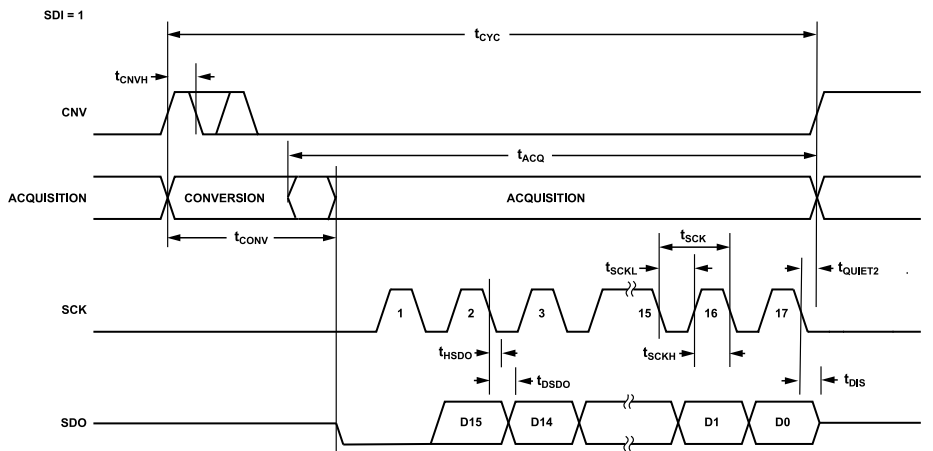 SDI = 1
tCYC
tCNVH
CNV
tACQ
ACQUISITION CONVERSION ACQUISITION
tCONV
tSCK
tSCKL tQUIET2
SCK 1 2 3 15 16 17
tHSDO tSCKH
tDSDO tDIS
SDO D15 D14 D1 D0